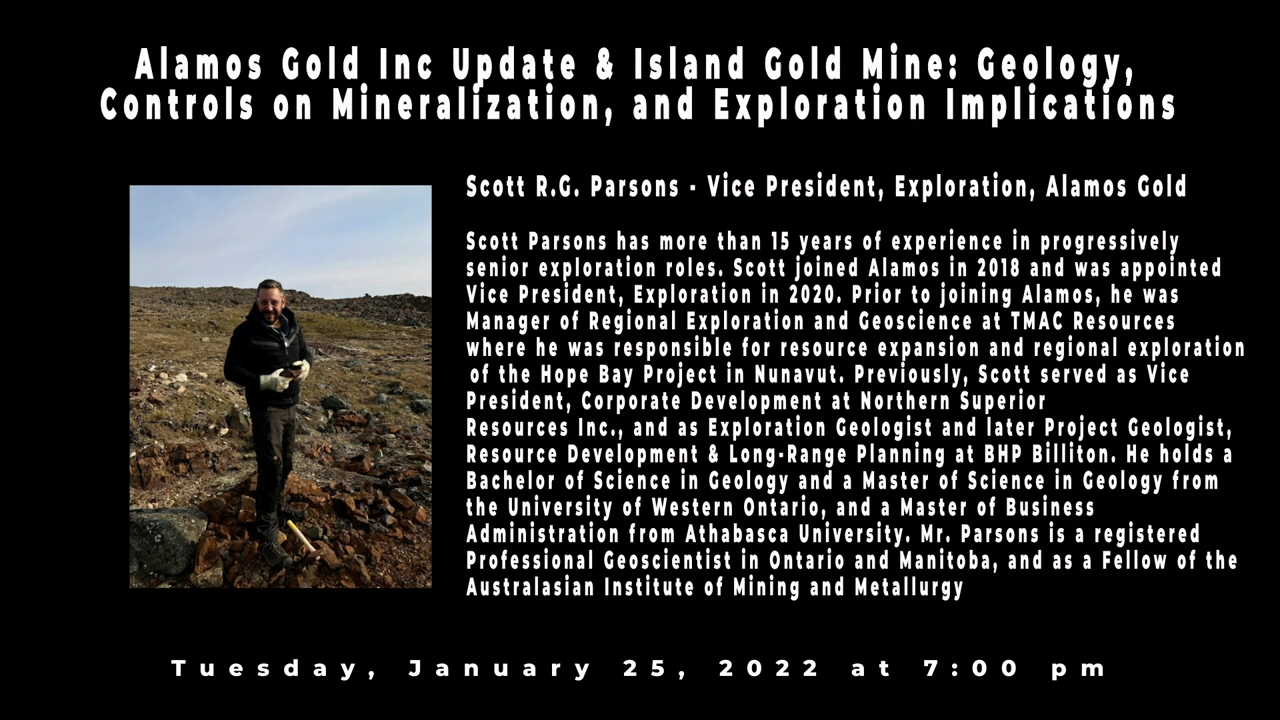 Alamos Gold Inc Update & Island Gold Mine: Geology,
Controls on Mineralization, and Exploration Implications
Scott R.G. Parsons - Vice President, Exploration, Alamos Gold
Scott Parsons has more than 15 years of experience in progressively
senior exploration roles. Scott joined Alamos in 2018 and was appointed
Vice President, Exploration in 2020. Prior to joining Alamos, he was
Manager of Regional Exploration and Geoscience at TMAC Resources
where he was responsible for resource expansion and regional exploration
of the Hope Bay Project in Nunavut. Previously, Scott served as Vice
President, Corporate Development at Northern Superior
Resources Inc., and as Exploration Geologist and later Project Geologist,
Resource Development & Long-Range Planning at BHP Billiton. He holds a
Bachelor of Science in Geology and a Master of Science in Geology from
the University of Western Ontario, and a Master of Business
Administration from Athabasca University. Mr. Parsons is a registered
Professional Geoscientist in Ontario and Manitoba, and as a Fellow of the
Australasian Institute of Mining and Metallurgy
Tuesday, January 25, 2022 at 7:00 pm